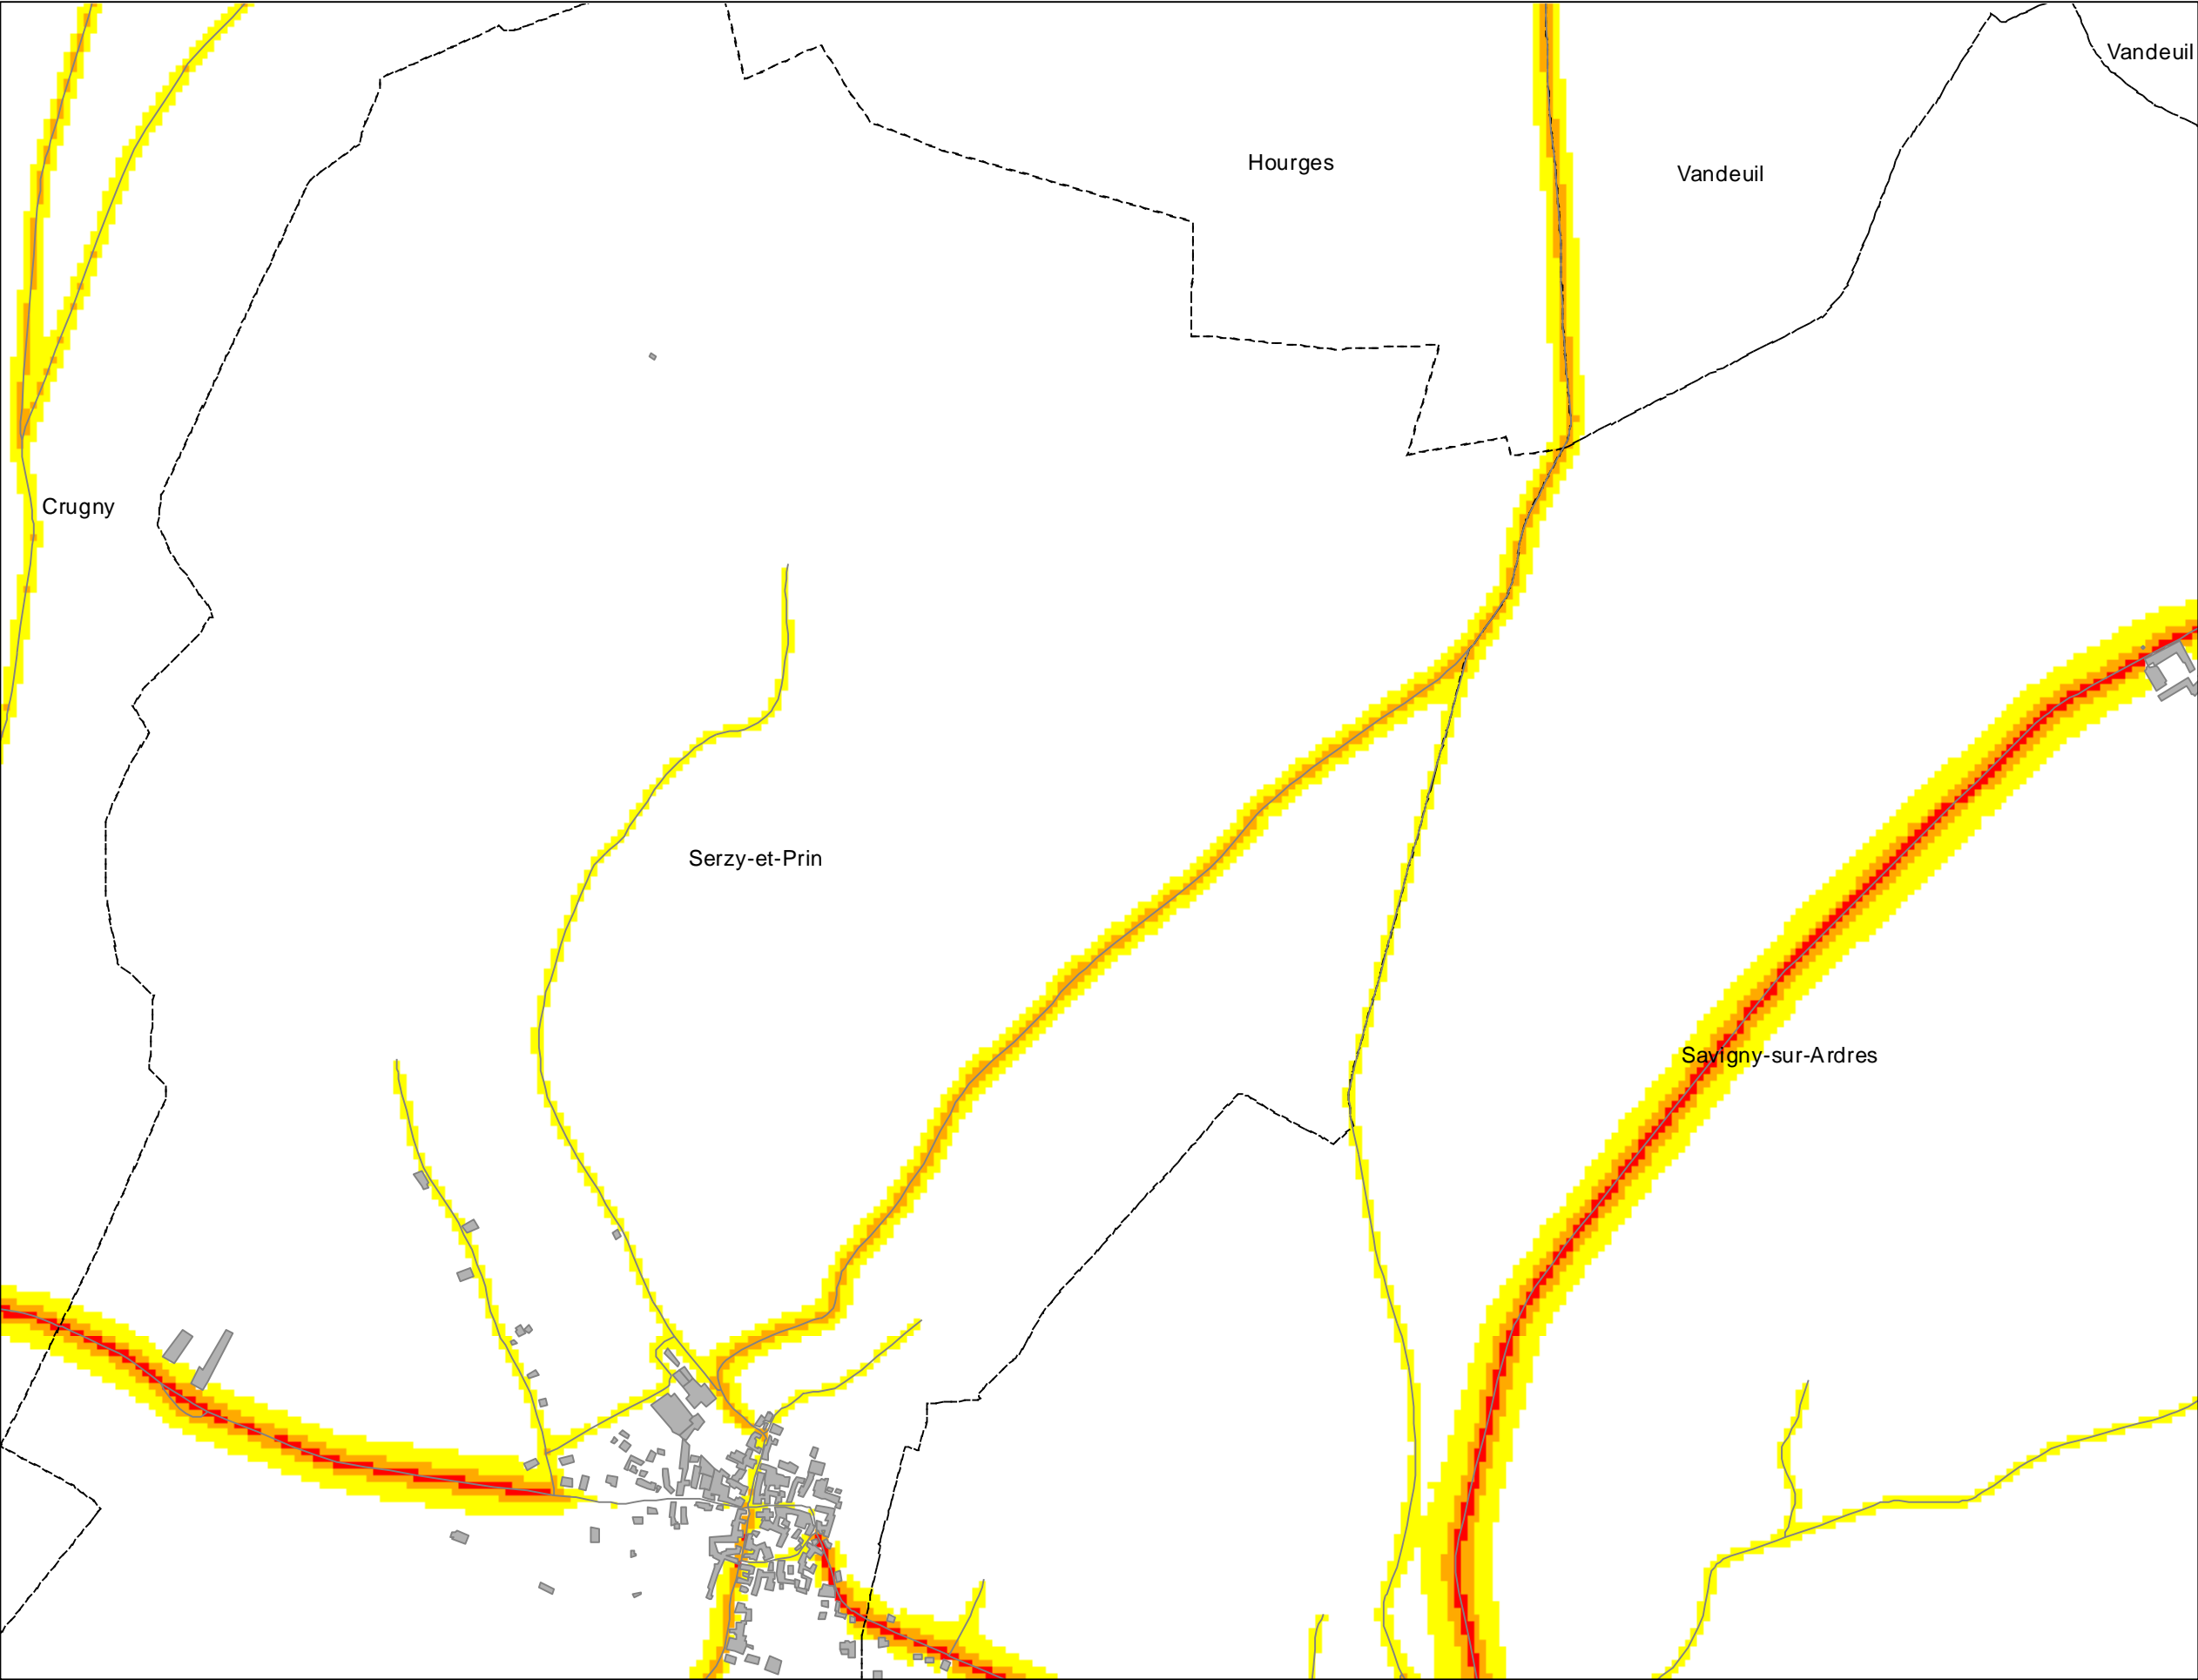 Vandeuil
Hourges
Vandeuil
Crugny
Serzy-et-Prin
Savigny-sur-Ardres